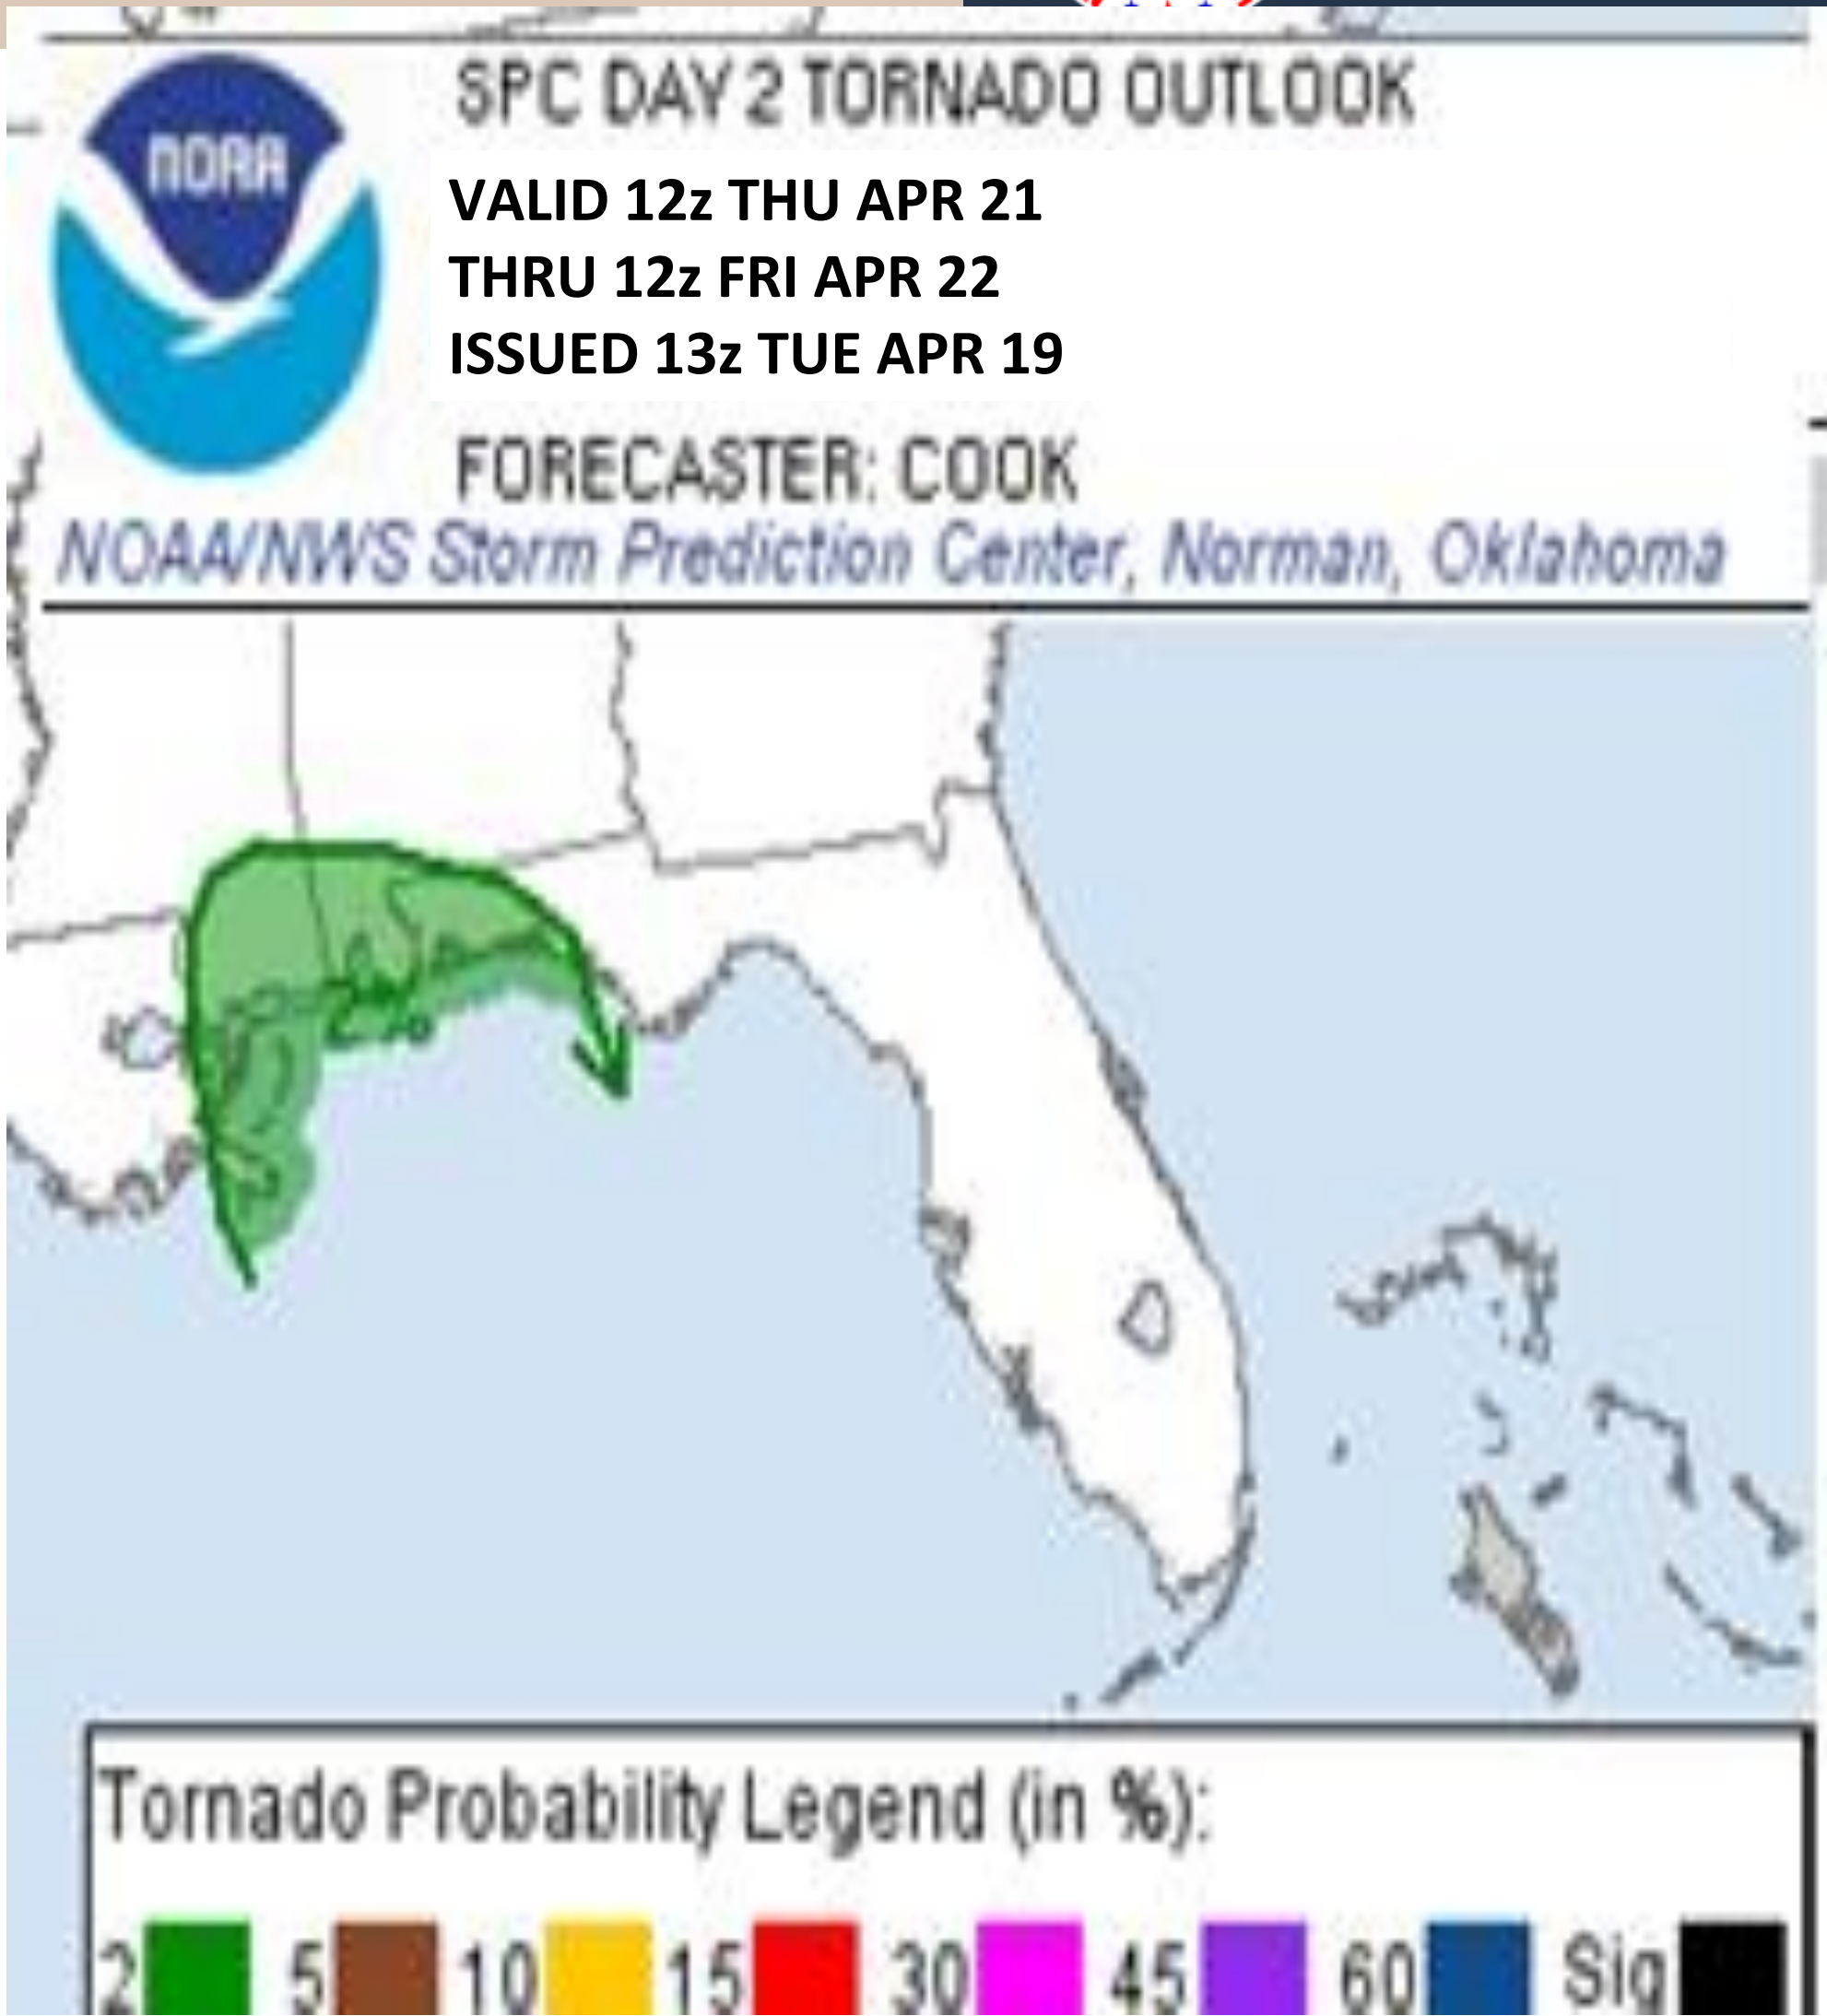 SPC DAY 2 TORNADO OUTLOOK
noaa
VALID 12z THU APR 21
THRU 12z FRI APR 22
ISSUED 13z TUE APR 19
FORECASTER: COOK
NOAA/NWS Storm Prediction Center, Norman, Oklahoma
Tornado Probability Legend (in %):
2 5 10 15 30 45 60 Sig